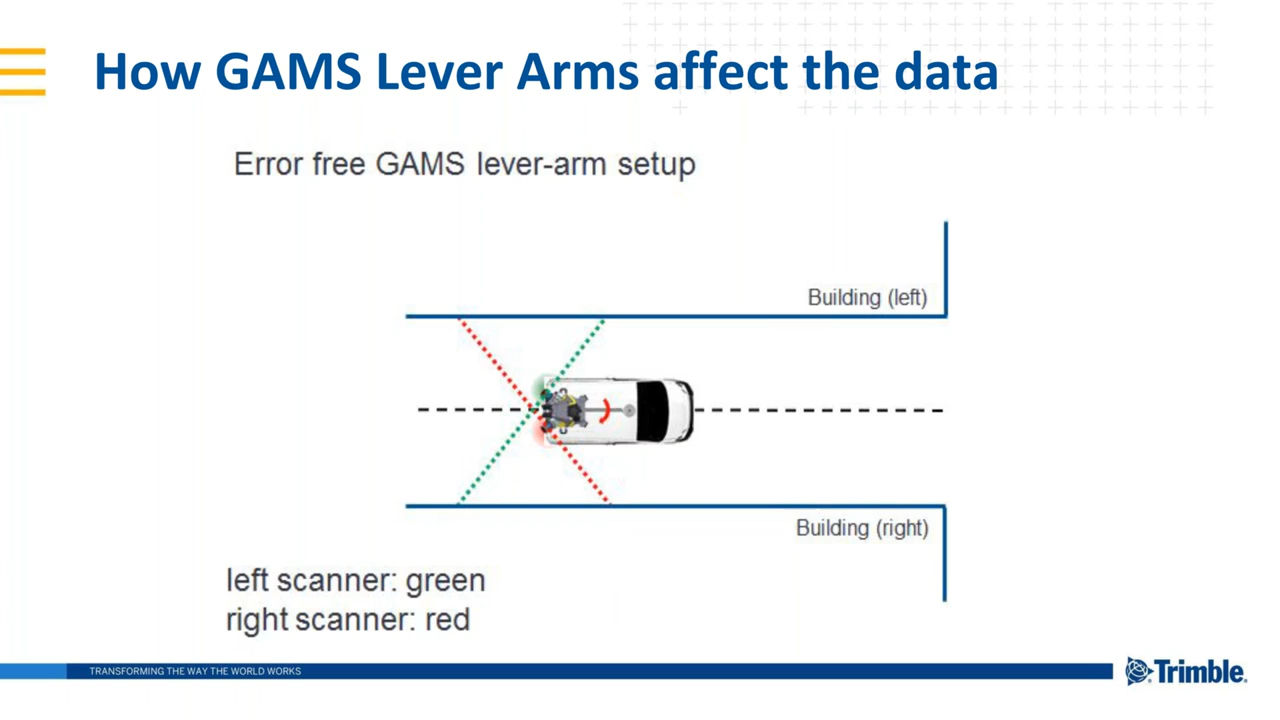 How GAMS Lever Arms affect the data
Error free GAMS lever-arm setup
Building (left)
Building (right)
left scanner: green
right scanner: red
TRANSFORMING THE WAY THE WORLD WORKS
Trimble.